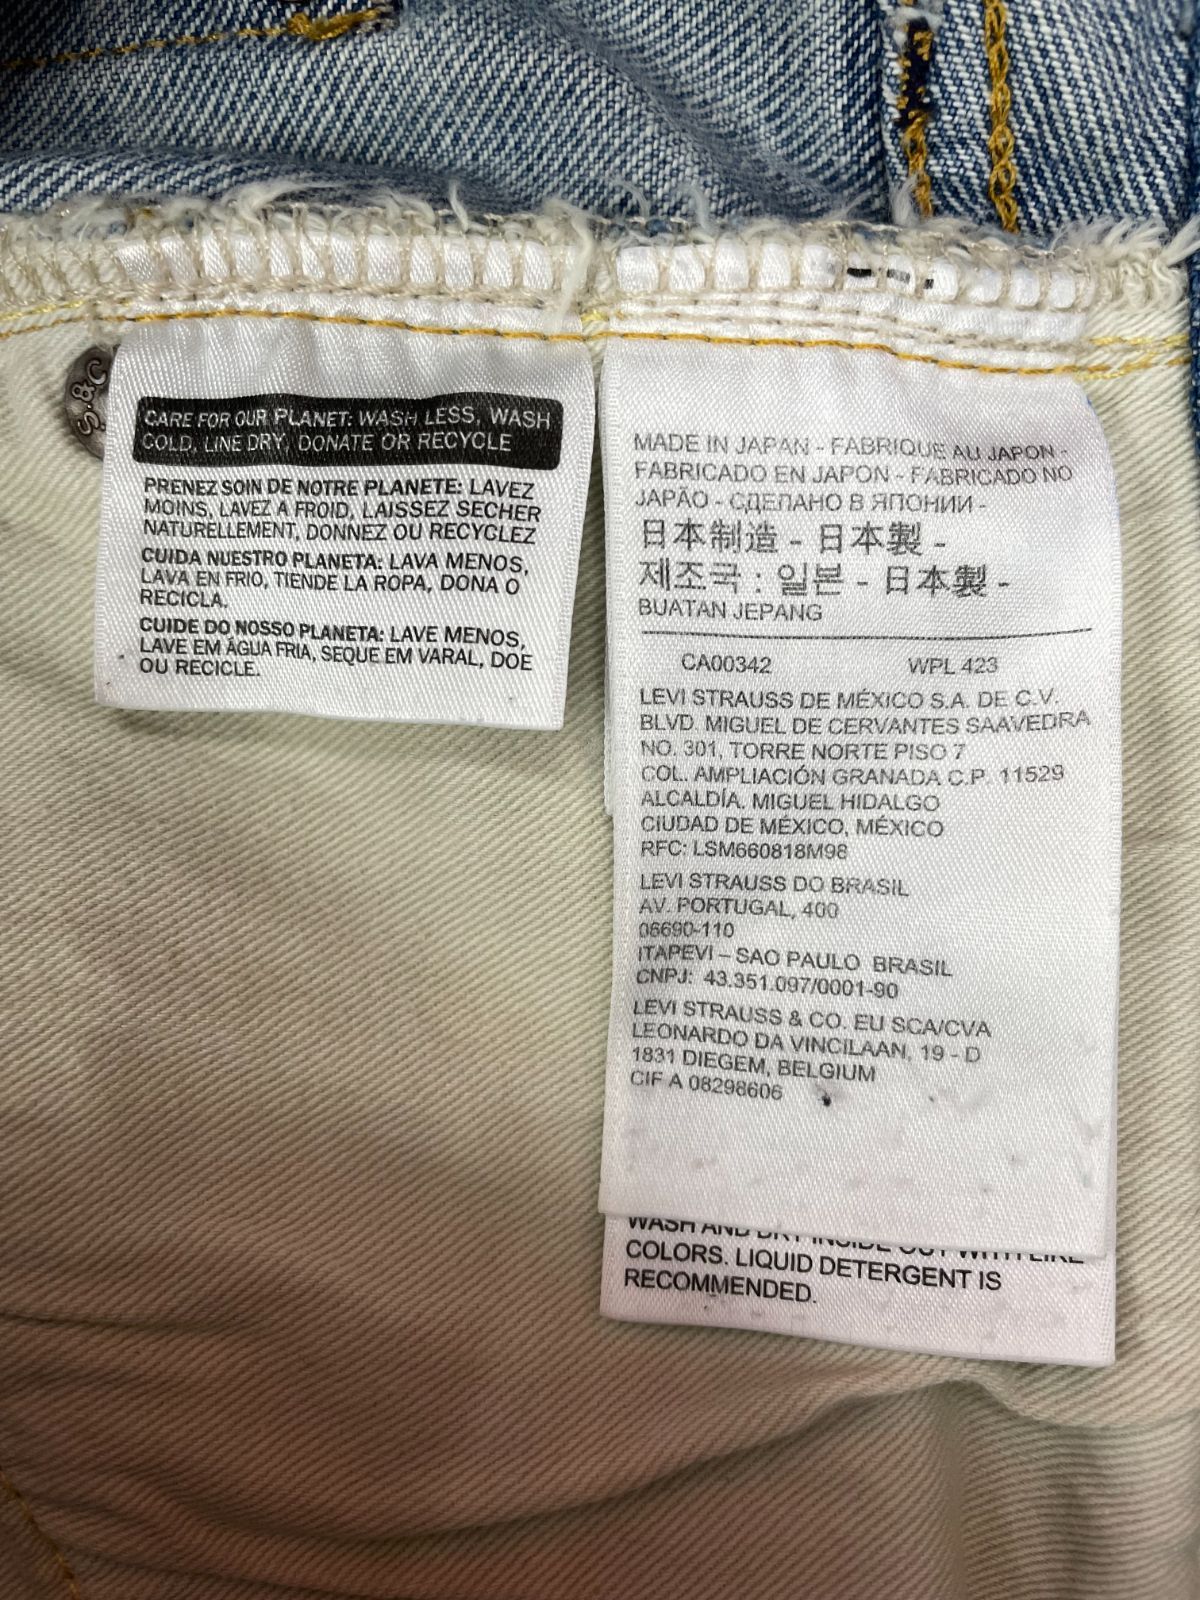 S.&C
CARE FOR OUR PLANET: WASH LESS, WASH
COLD, LINE DRY, DONATE OR RECYCLE
PRENEZ SOIN DE NOTRE PLANETE: LAVEZ
MOINS, LAVEZ A FROID, LAISSEZ SECHER
NATURELLEMENT, DONNEZ OU RECYCLEZ
CUIDA NUESTRO PLANETA: LAVA MENOS,
LAVA EN FRIO, TIENDE LA ROPA, DONA O
RECICLA.
CUIDE DO NOSSO PLANETA: LAVE MENOS,
LAVE EM ÁGUA FRIA, SEQUE EM VARAL, DOE
OU RECICLE.
MADE IN JAPAN - FABRIQUE AU JAPON -
FABRICADO EN JAPON - FABRICADO NO
JAPÃO - СДЕЛАНО В ЯПОНИИ -
日本制造 - 日本製 -
제조국 : 일본 - 日本製 -
BUATAN JEPANG
CA00342 WPL 423
LEVI STRAUSS DE MÉXICO S.A. DE C.V.
BLVD. MIGUEL DE CERVANTES SAAVEDRA
NO. 301, TORRE NORTE PISO 7
COL. AMPLIACIÓN GRANADA C.P. 11529
ALCALDÍA. MIGUEL HIDALGO
CIUDAD DE MÉXICO, MÉXICO
RFC: LSM660818M98
LEVI STRAUSS DO BRASIL
AV. PORTUGAL, 400
06690-110
ITAPEVI – SAO PAULO BRASIL
CNPJ: 43.351.097/0001-90
LEVI STRAUSS & CO. EU SCA/CVA
LEONARDO DA VINCILAAN, 19 - D
1831 DIEGEM, BELGIUM
CIF A 08298606
WASH AND DRY INSIDE OUT WITH LIKE
COLORS. LIQUID DETERGENT IS
RECOMMENDED.